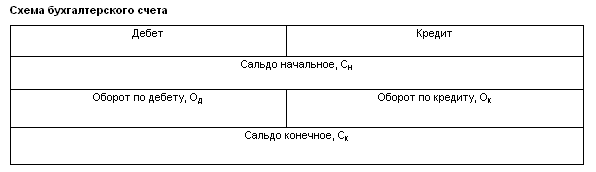 Схема бухгалтерского счета
Дебет Кредит
Сальдо начальное, Сн
Оборот по дебету, Од Оборот по кредиту, Ок
Сальдо конечное, Ск